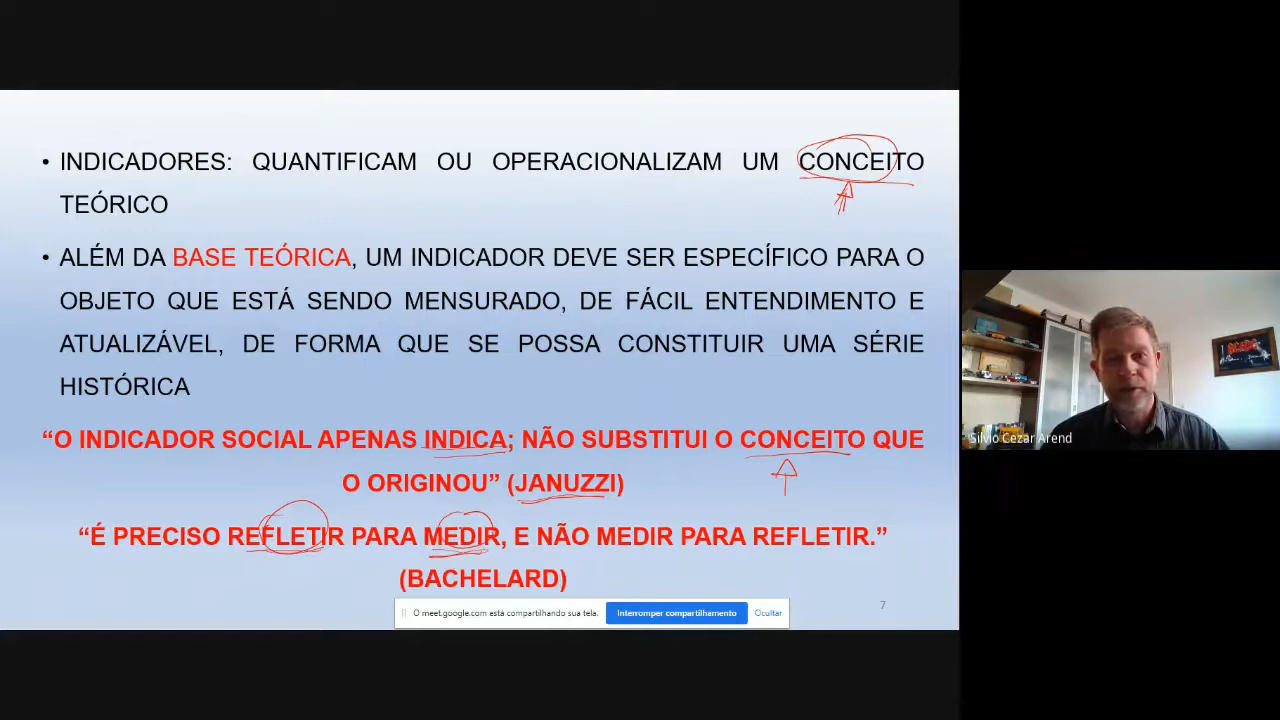 • INDICADORES: QUANTIFICAM OU OPERACIONALIZAM UM CONCEITO
TEÓRICO
• ALÉM DA BASE TEÓRICA, UM INDICADOR DEVE SER ESPECÍFICO PARA O
OBJETO QUE ESTÁ SENDO MENSURADO, DE FÁCIL ENTENDIMENTO E
ATUALIZÁVEL, DE FORMA QUE SE POSSA CONSTITUIR UMA SÉRIE
HISTÓRICA
“O INDICADOR SOCIAL APENAS INDICA; NÃO SUBSTITUI O CONCEITO QUE
O ORIGINOU” (JANUZZI)
“É PRECISO REFLETIR PARA MEDIR, E NÃO MEDIR PARA REFLETIR.”
(BACHELARD)
O meet.google.com está compartilhando sua tela. Interromper compartilhamento Ocultar
7
Silvio Cezar Arend